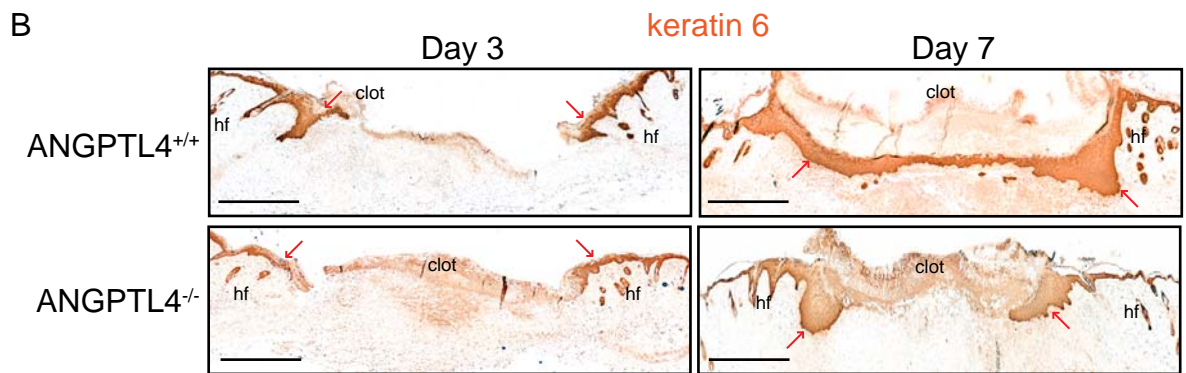 B
keratin 6
Day 3
Day 7
ANGPTL4+/+
clot
hf
hf
clot
hf
ANGPTL4-/-
clot
hf
hf
clot
hf
hf